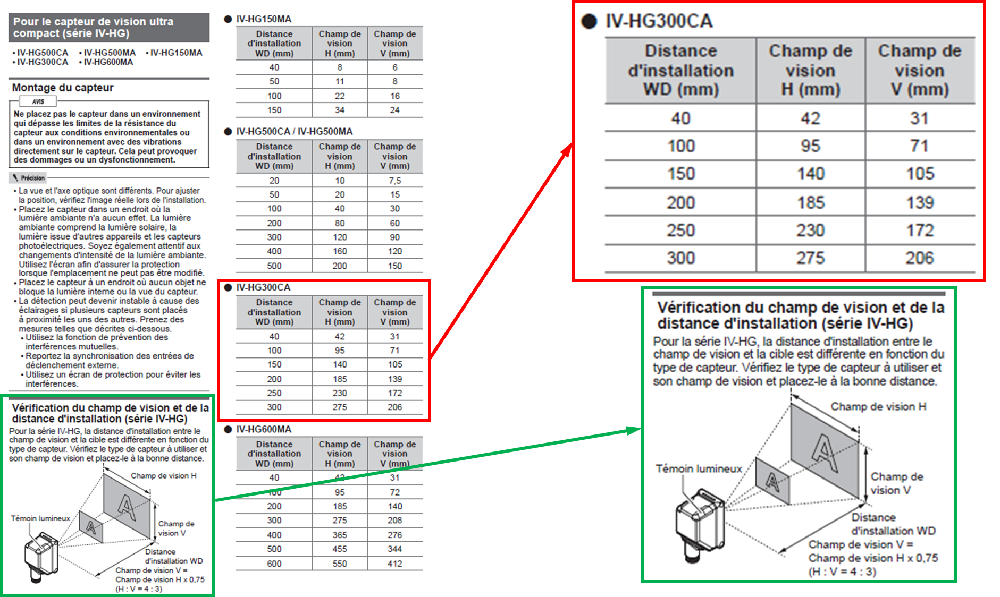 Pour le capteur de vision ultra
compact (série IV-HG)
• IV-HG500CA • IV-HG500MA • IV-HG150MA
• IV-HG300CA • IV-HG600MA
Montage du capteur
AVIS
Ne placez pas le capteur dans un environnement
qui dépasse les limites de la résistance du
capteur aux conditions environnementales ou
dans un environnement avec des vibrations
directement sur le capteur. Cela peut provoquer
des dommages ou un dysfonctionnement.
Précision
• La vue et l'axe optique sont différents. Pour ajuster
la position, vérifiez l'image réelle lors de l'installation.
• Placez le capteur dans un endroit où la
lumière ambiante n'a aucun effet. La lumière
ambiante comprend la lumière solaire, la
lumière issue d'autres appareils et les capteurs
photoélectriques. Soyez également attentif aux
changements d'intensité de la lumière ambiante.
Utilisez l'écran afin d'assurer la protection
lorsque l'emplacement ne peut pas être modifié.
• Placez le capteur à un endroit où aucun objet ne
bloque la lumière interne ou la vue du capteur.
• La détection peut devenir instable à cause des
éclairages si plusieurs capteurs sont placés
à proximité les uns des autres. Prenez des
mesures telles que décrites ci-dessous.
• Utilisez la fonction de prévention des
interférences mutuelles.
• Reportez la synchronisation des entrées de
déclenchement externe.
• Utilisez un écran de protection pour éviter les
interférences.
Vérification du champ de vision et de la
distance d'installation (série IV-HG)
Pour la série IV-HG, la distance d'installation entre le
champ de vision et la cible est différente en fonction du
type de capteur. Vérifiez le type de capteur à utiliser et
son champ de vision et placez-le à la bonne distance.
Champ de vision H
A
A
Témoin lumineux
Champ de
vision V
Distance
d'installation WD
Champ de vision V =
Champ de vision H x 0,75
(H : V = 4 : 3)
● IV-HG150MA
Distance Champ de Champ de
d'installation vision vision
WD (mm) H (mm) V (mm)
40 8 6
50 11 8
100 22 16
150 34 24
● IV-HG500CA / IV-HG500MA
Distance Champ de Champ de
d'installation vision vision
WD (mm) H (mm) V (mm)
20 10 7,5
50 20 15
100 40 30
200 80 60
300 120 90
400 160 120
500 200 150
● IV-HG300CA
Distance Champ de Champ de
d'installation vision vision
WD (mm) H (mm) V (mm)
40 42 31
100 95 71
150 140 105
200 185 139
250 230 172
300 275 206
● IV-HG600MA
Distance Champ de Champ de
d'installation vision vision
WD (mm) H (mm) V (mm)
40 42 31
100 95 72
200 185 140
300 275 208
400 365 276
500 455 344
600 550 412
● IV-HG300CA
Distance Champ de Champ de
d'installation vision vision
WD (mm) H (mm) V (mm)
40 42 31
100 95 71
150 140 105
200 185 139
250 230 172
300 275 206
Vérification du champ de vision et de la
distance d'installation (série IV-HG)
Pour la série IV-HG, la distance d'installation entre le
champ de vision et la cible est différente en fonction du
type de capteur. Vérifiez le type de capteur à utiliser et
son champ de vision et placez-le à la bonne distance.
Champ de vision H
A
A
Témoin lumineux
Champ de
vision V
Distance
d'installation WD
Champ de vision V =
Champ de vision H x 0,75
(H : V = 4 : 3)